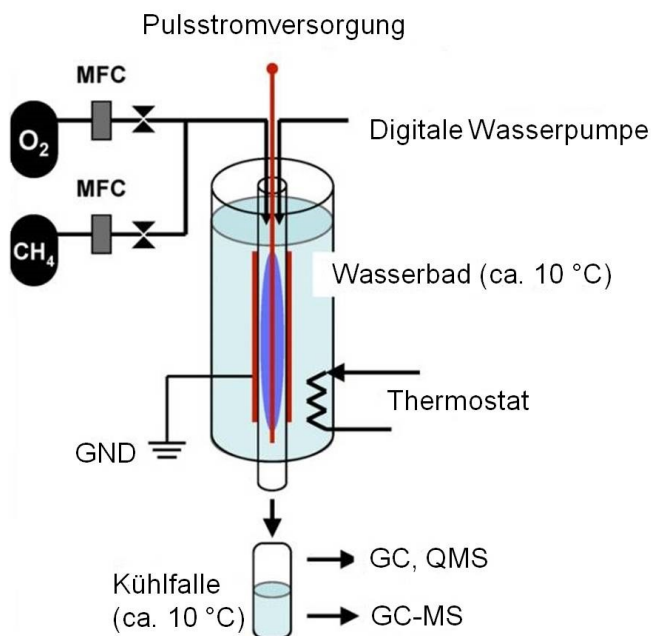 Pulsstromversorgung
MFC
O2
Digitale Wasserpumpe
MFC
CH4
Wasserbad (ca. 10 °C)
Thermostat
GND
GC, QMS
Kühlfalle
(ca. 10 °C)
GC-MS